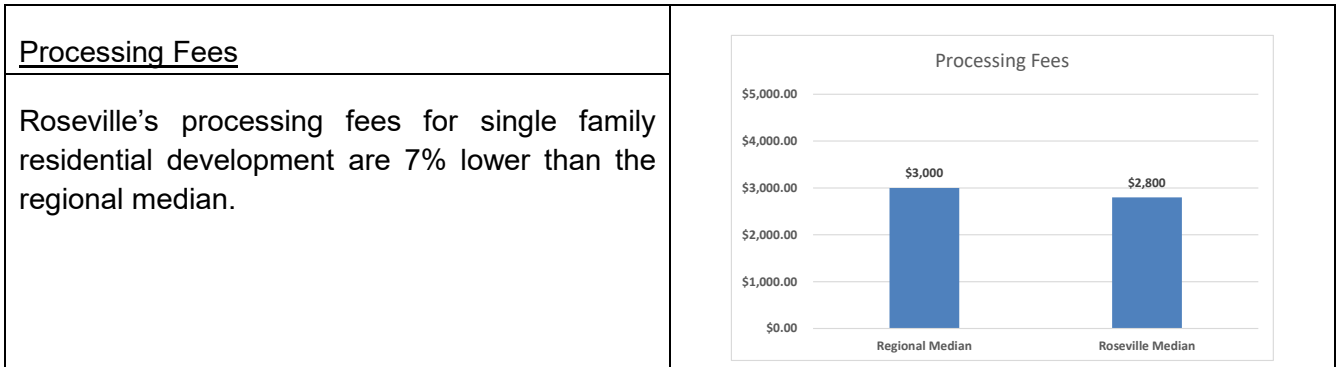 Processing Fees
Roseville’s processing fees for single family
residential development are 7% lower than the
regional median.
Processing Fees
$5,000.00
$4,000.00
$3,000.00
$2,000.00
$1,000.00
$0.00
$3,000
$2,800
Regional Median
Roseville Median